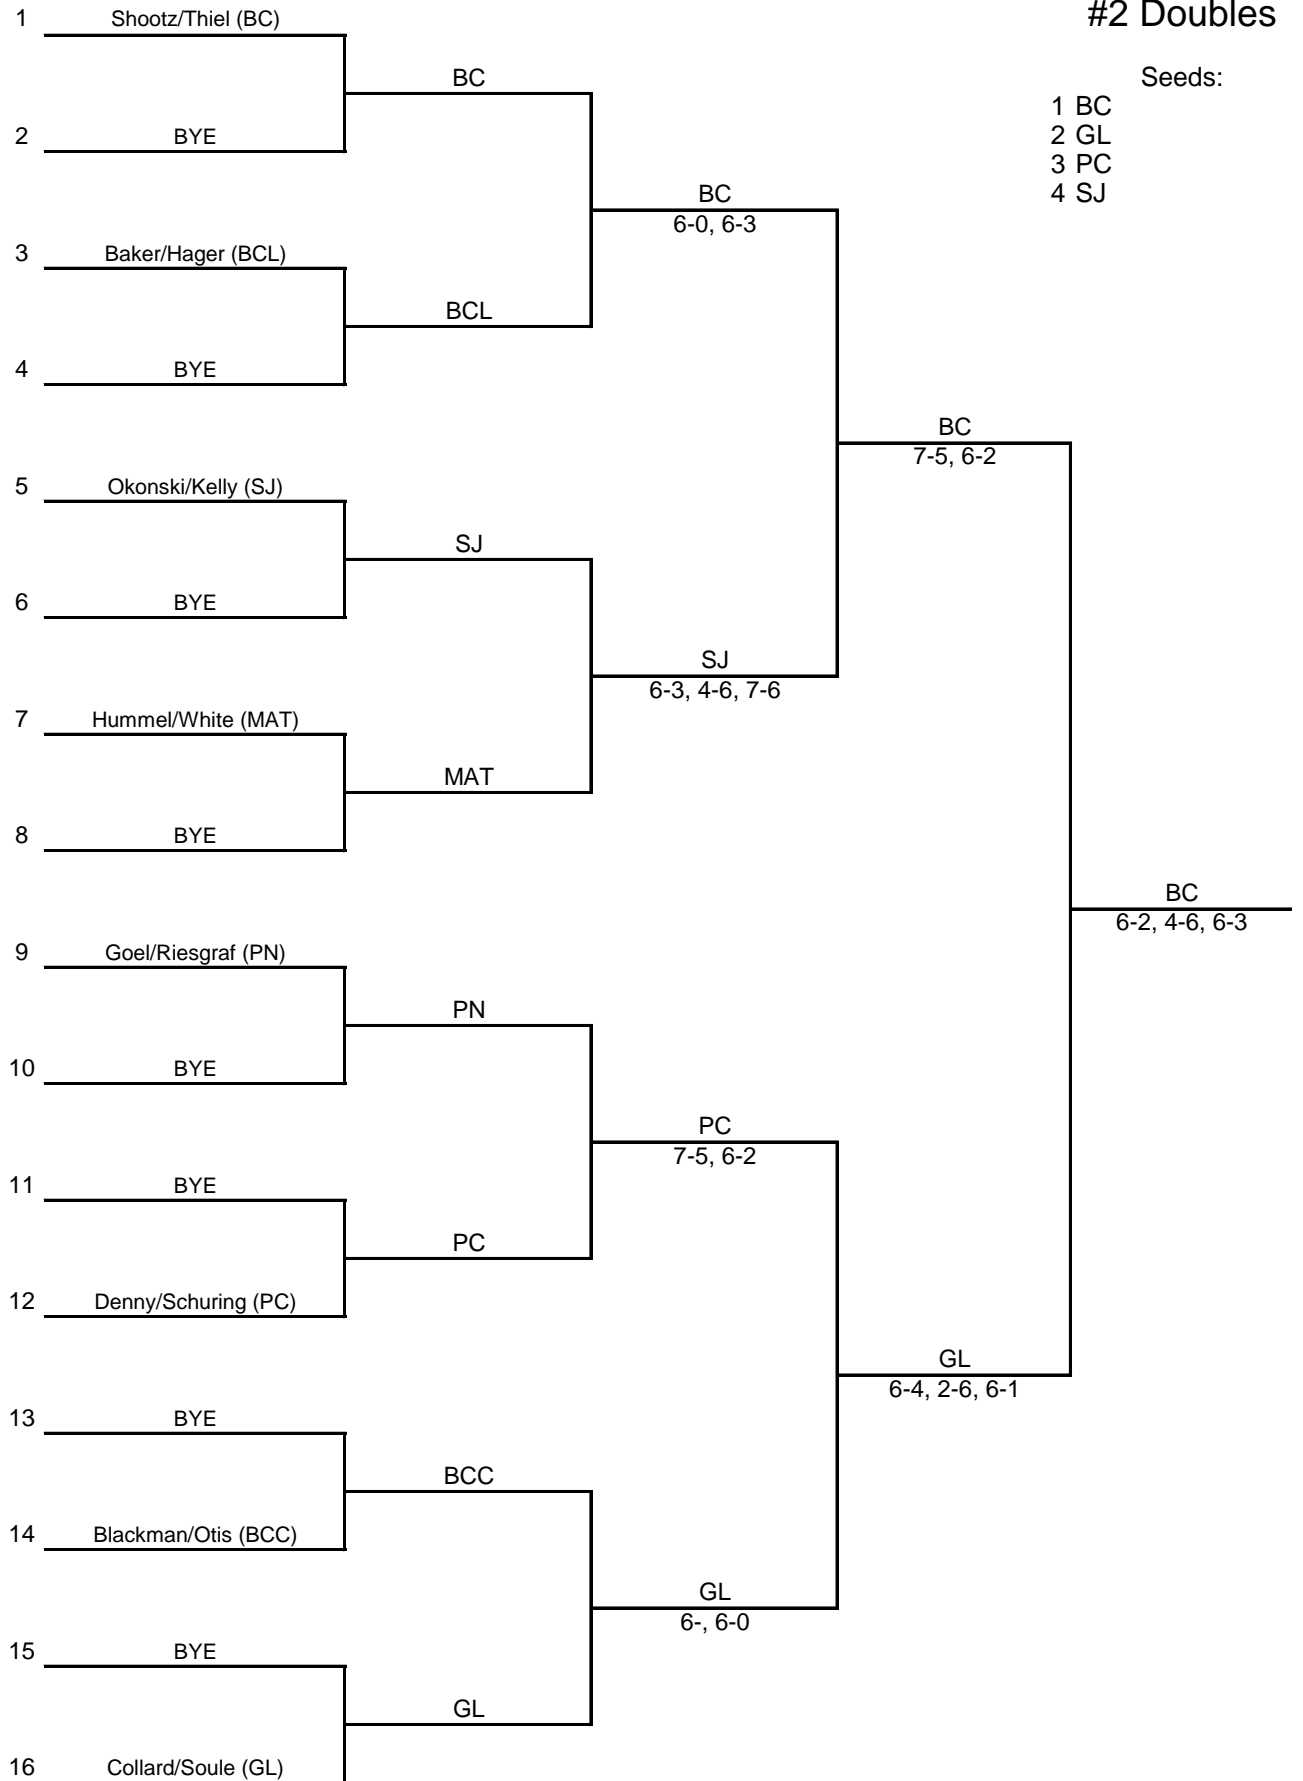 #2 Doubles
1 Shootz/Thiel (BC)
Seeds:
BC
1 BC
2 BYE
2 GL
3 PC
4 SJ
BC
6-0, 6-3
3 Baker/Hager (BCL)
BCL
4 BYE
BC
7-5, 6-2
5 Okonski/Kelly (SJ)
SJ
6 BYE
SJ
6-3, 4-6, 7-6
7 Hummel/White (MAT)
MAT
8 BYE
BC
6-2, 4-6, 6-3
9 Goel/Riesgraf (PN)
PN
10 BYE
PC
7-5, 6-2
11 BYE
PC
12 Denny/Schuring (PC)
GL
6-4, 2-6, 6-1
13 BYE
BCC
14 Blackman/Otis (BCC)
GL
6-, 6-0
15 BYE
GL
16 Collard/Soule (GL)